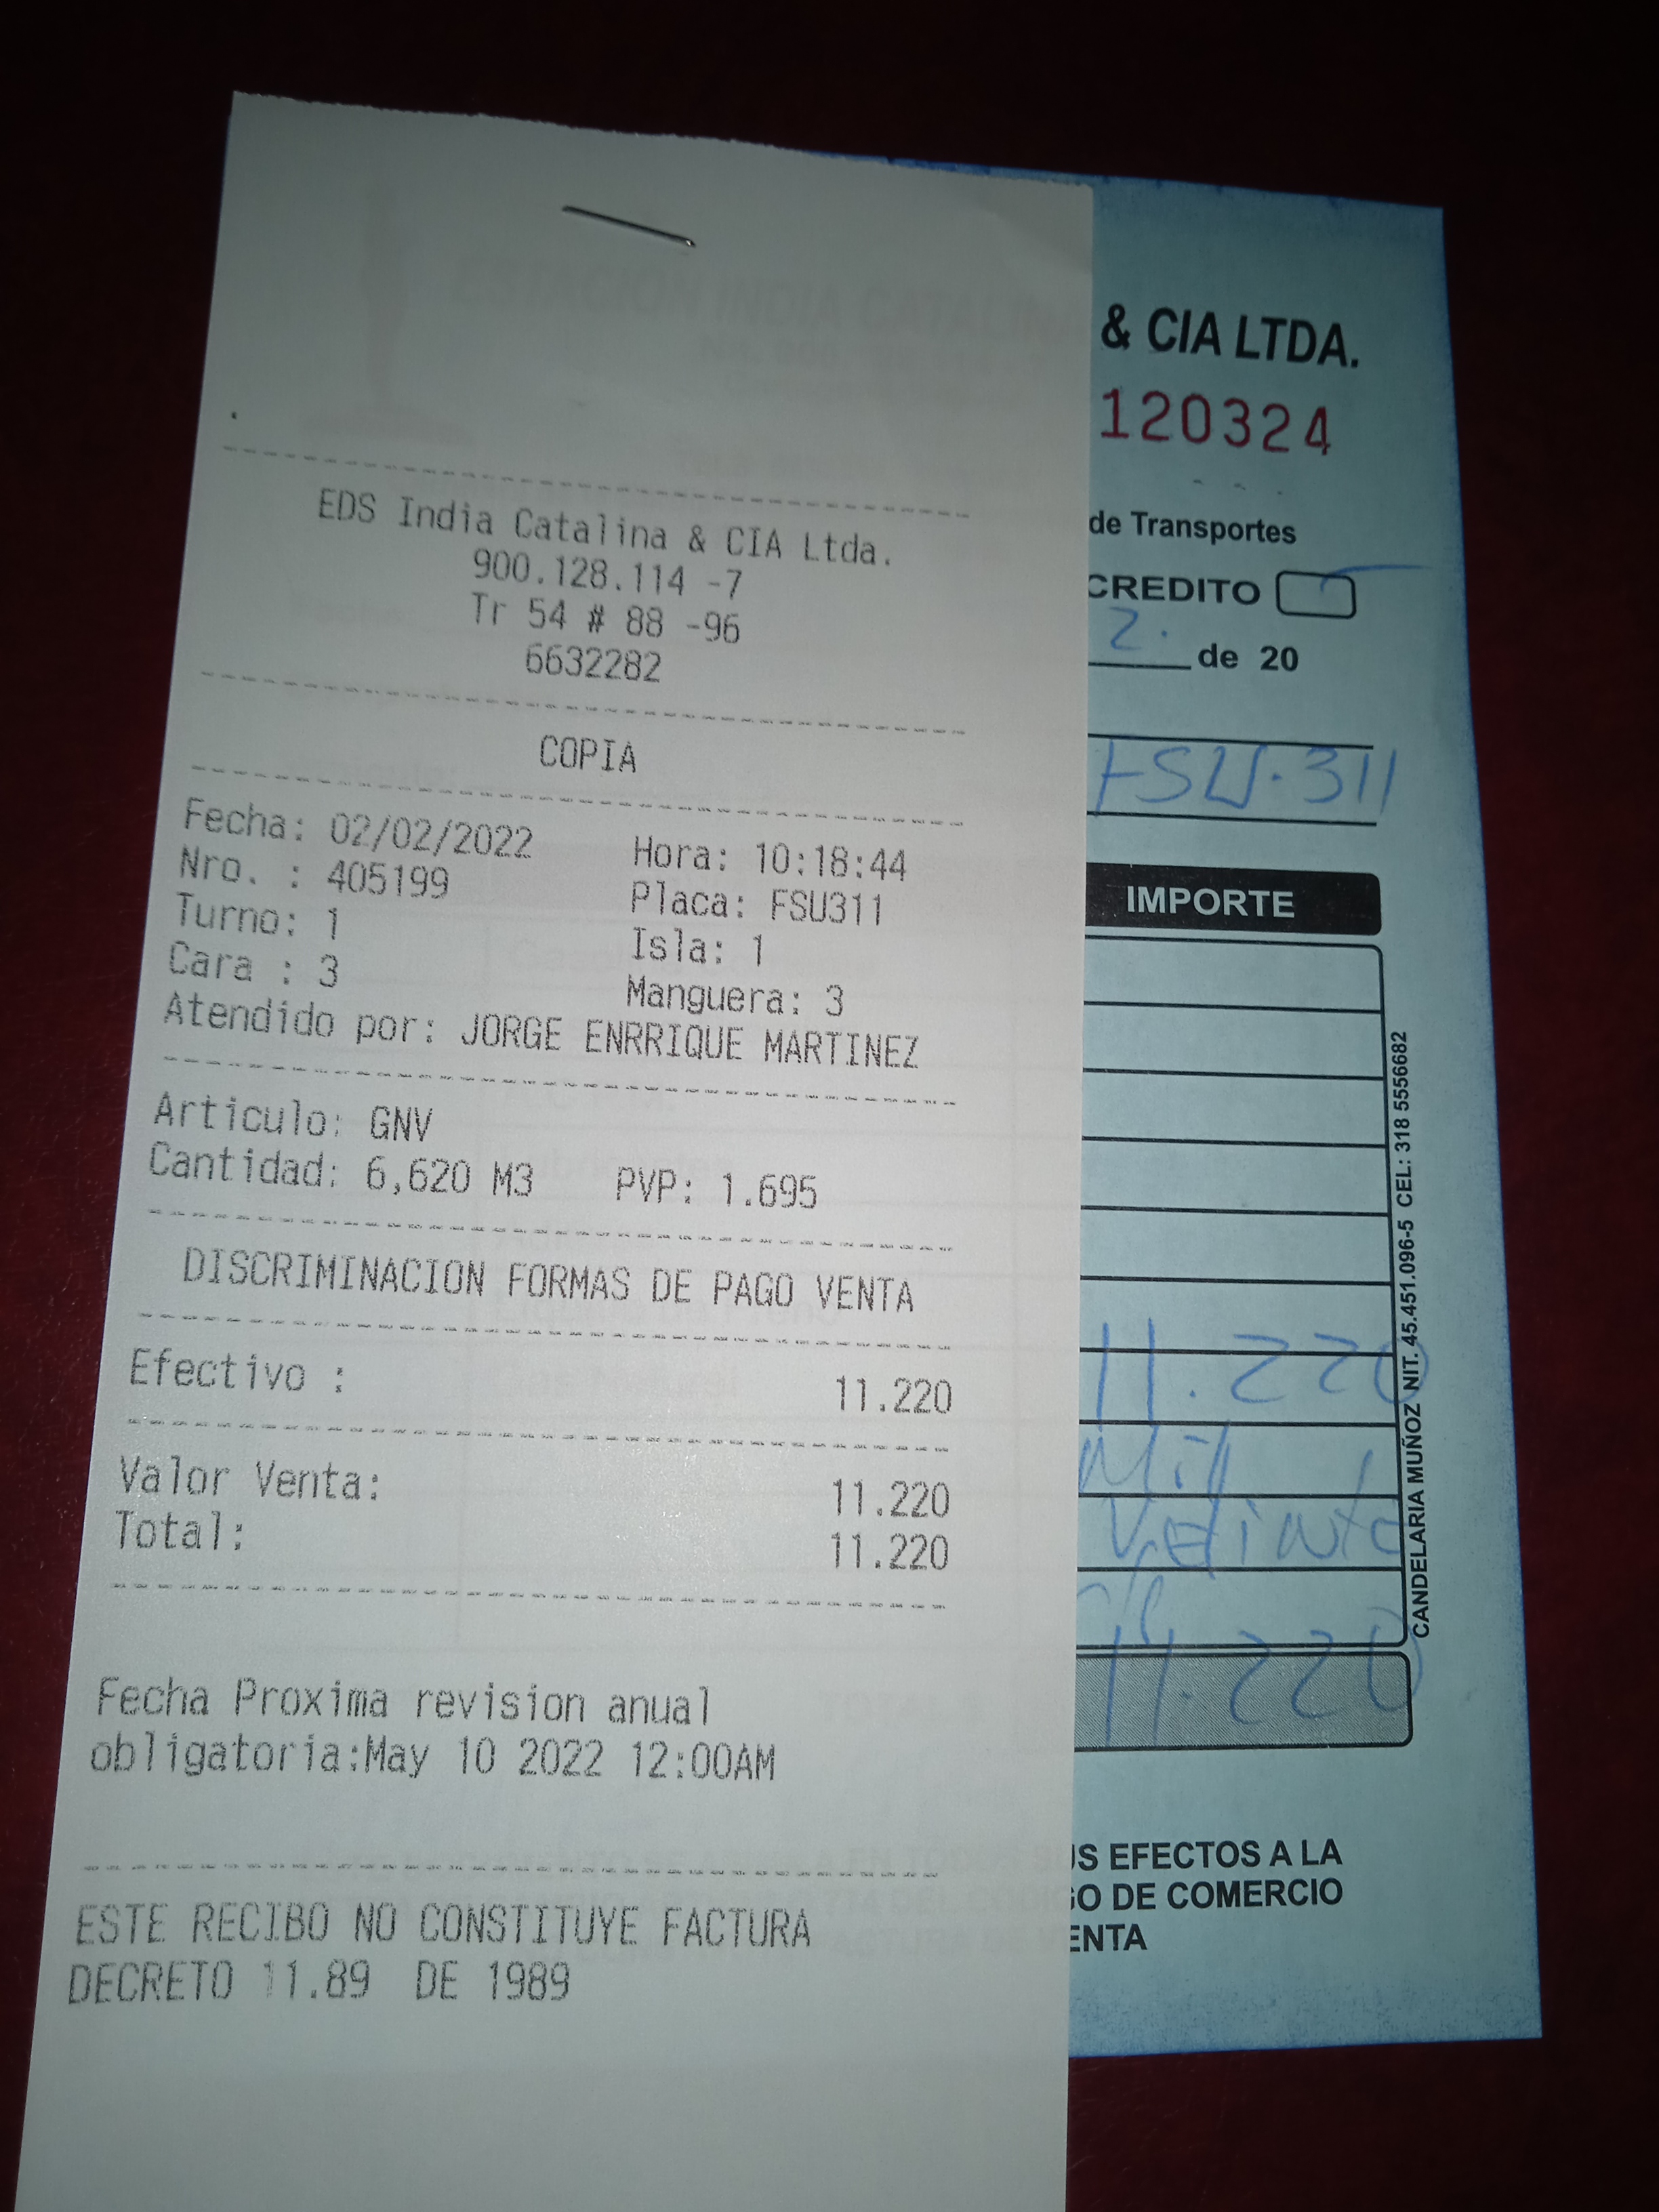 EDS India Catalina & CIA Ltda.
900.128.114 -7
Tr 54 # 88 -96
6632282
COPIA
Fecha: 02/02/2022 Hora: 10:18:44
Nro. : 405199 Placa: FSU311
Turno: 1 Isla: 1
Cara : 3 Manguera: 3
Atendido por: JORGE ENRRIQUE MARTINEZ
Articulo: GNV
Cantidad: 6,620 M3 PVP: 1.695
DISCRIMINACION FORMAS DE PAGO VENTA
Efectivo : 11.220
Valor Venta: 11.220
Total: 11.220
Fecha Proxima revision anual
obligatoria:May 10 2022 12:00AM
ESTE RECIBO NO CONSTITUYE FACTURA
DECRETO 11.89 DE 1989
& CIA LTDA.
120324
de Transportes
CREDITO
2. de 20
FSU.311
IMPORTE
11.220
Mil
11.220
CANDELARIA MUÑOZ NIT. 45.451.096-5 CEL: 318 5556682
US EFECTOS A LA
GO DE COMERCIO
ENTA